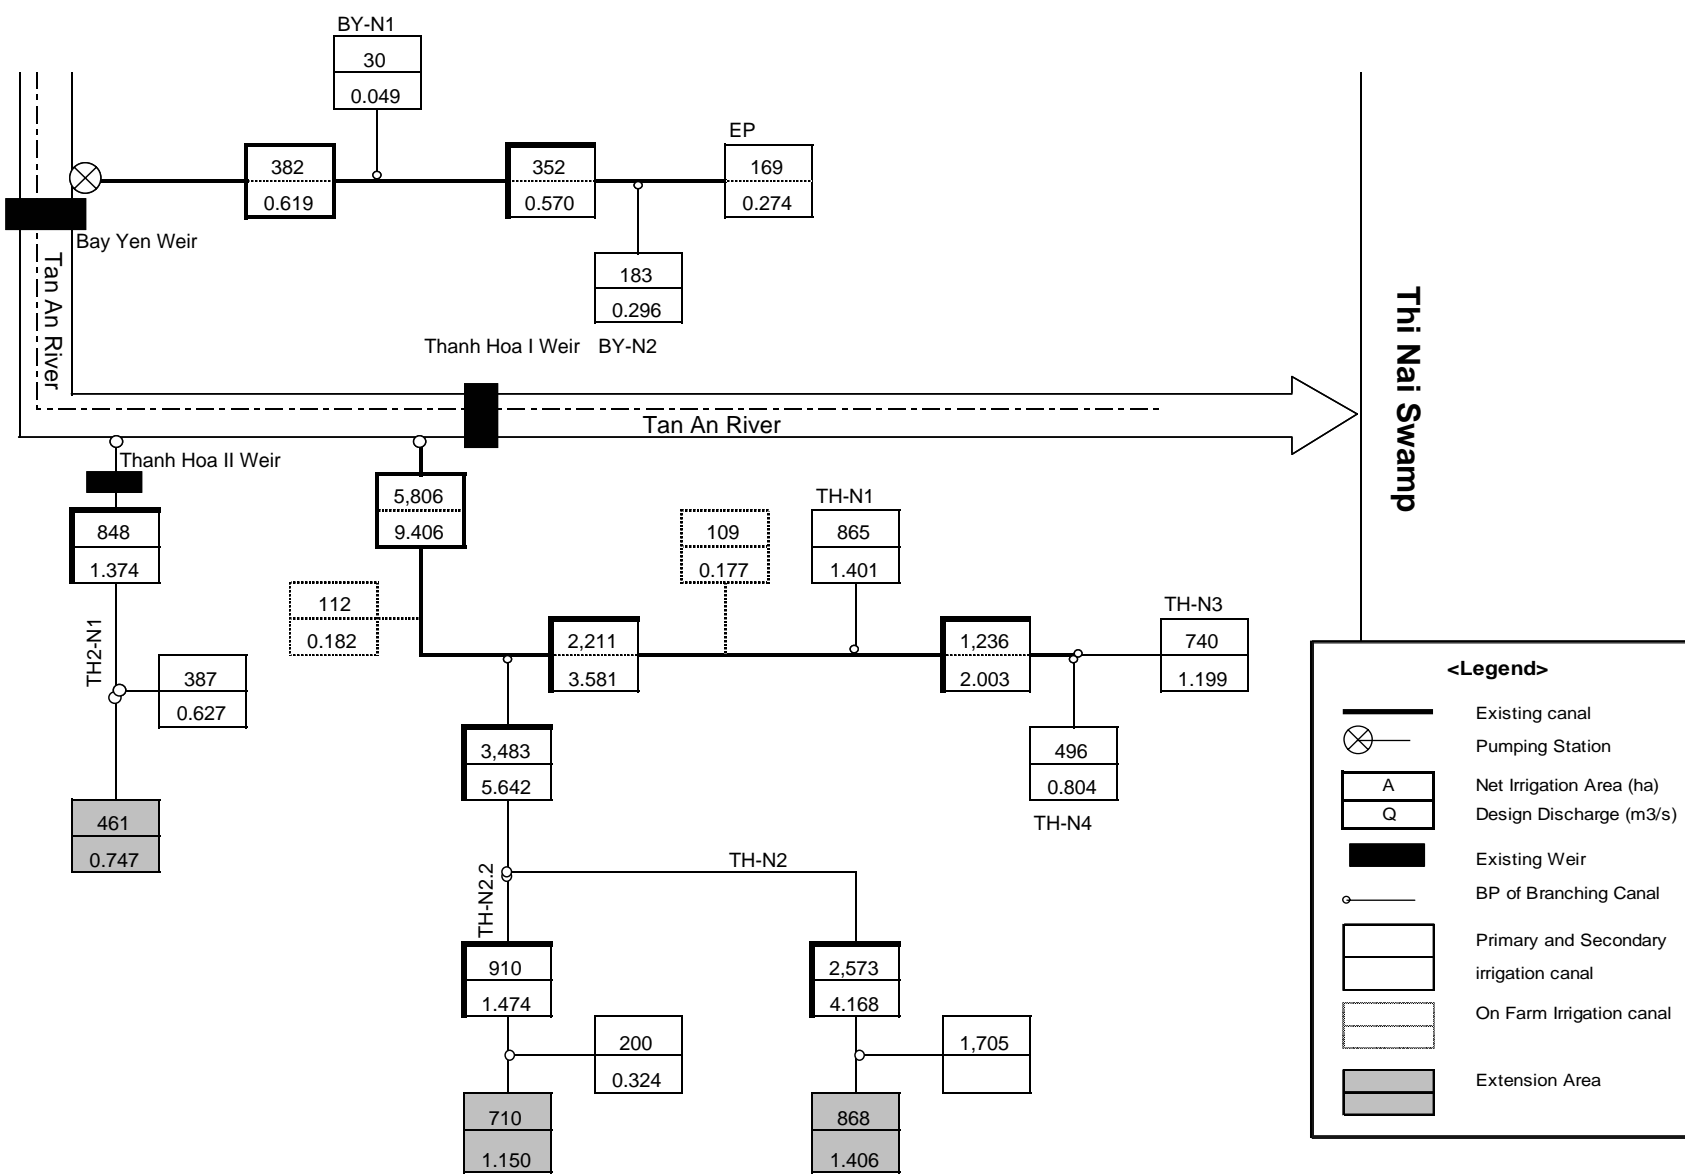 BY-N1
30
0.049
EP
382
0.619
352
0.570
169
0.274
Bay Yen Weir
183
0.296
Tan An River
Thanh Hoa I Weir
BY-N2
Thi Nai Swamp
Tan An River
Thanh Hoa II Weir
5,806
9.406
TH-N1
848
1.374
109
0.177
865
1.401
112
0.182
TH-N3
2,211
3.581
1,236
2.003
740
1.199
TH2-N1
387
0.627
3,483
5.642
496
0.804
TH-N4
461
0.747
TH-N2
TH-N2.2
910
1.474
2,573
4.168
200
0.324
1,705
710
1.150
868
1.406
<Legend>
Existing canal
Pumping Station
A
Net Irrigation Area (ha)
Q
Design Discharge (m3/s)
Existing Weir
BP of Branching Canal
Primary and Secondary
irrigation canal
On Farm Irrigation canal
Extension Area